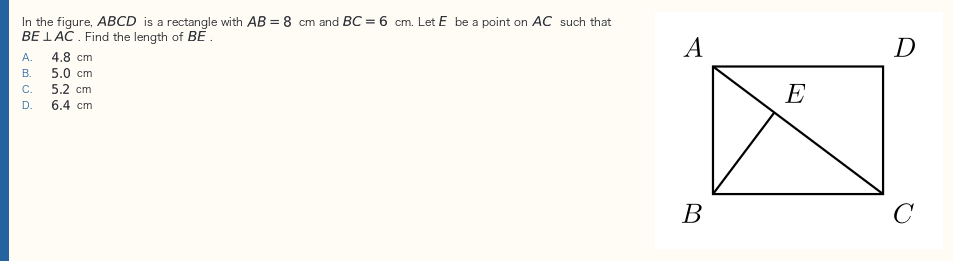 In the figure, ABCD is a rectangle with AB = 8 cm and BC = 6 cm. Let E be a point on AC such that
BE ⊥ AC . Find the length of BE .
A. 4.8 cm
B. 5.0 cm
C. 5.2 cm
D. 6.4 cm
A
D
E
B
C